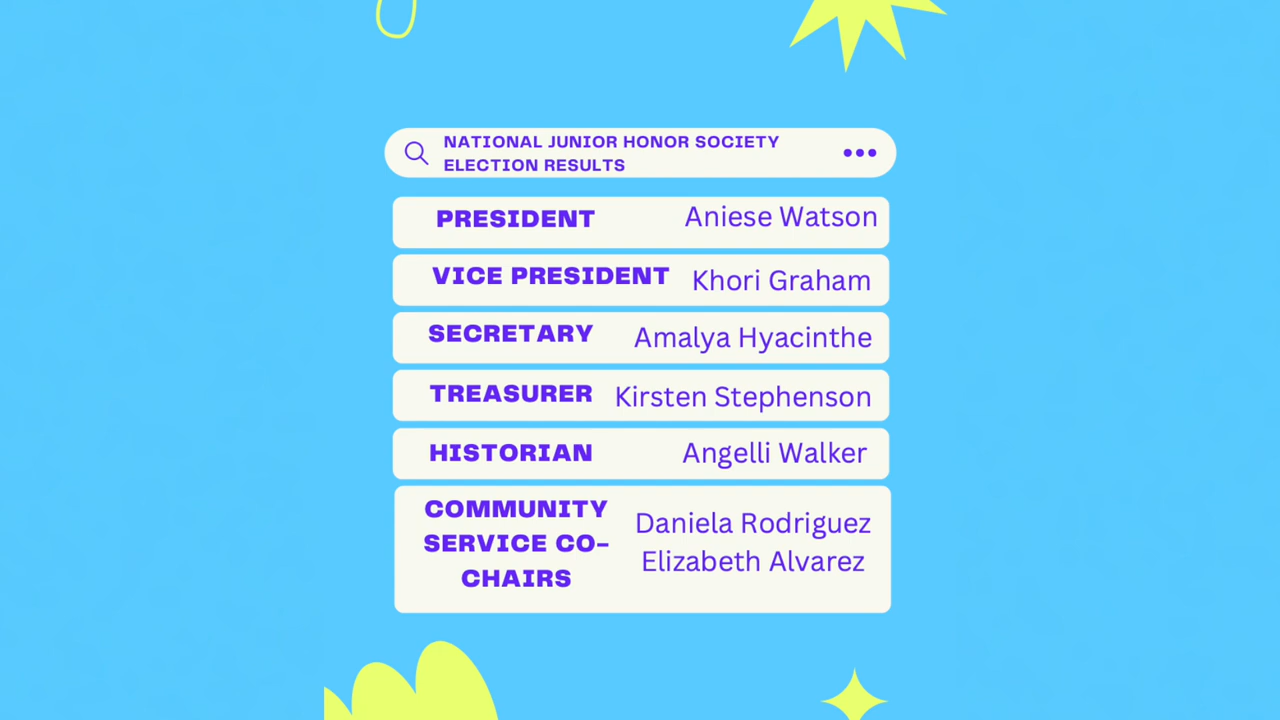 NATIONAL JUNIOR HONOR SOCIETY
ELECTION RESULTS
PRESIDENT Aniese Watson
VICE PRESIDENT Khori Graham
SECRETARY Amalya Hyacinthe
TREASURER Kirsten Stephenson
HISTORIAN Angelli Walker
COMMUNITY
SERVICE CO-
CHAIRS
Daniela Rodriguez
Elizabeth Alvarez